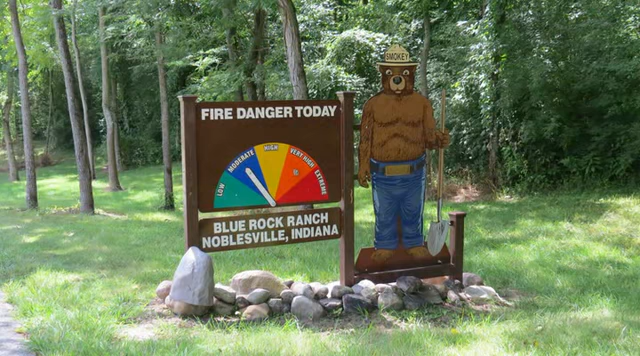 SMOKEY
FIRE DANGER TODAY
LOW
MODERATE
HIGH
VERY HIGH
EXTREME
BLUE ROCK RANCH
NOBLESVILLE, INDIANA